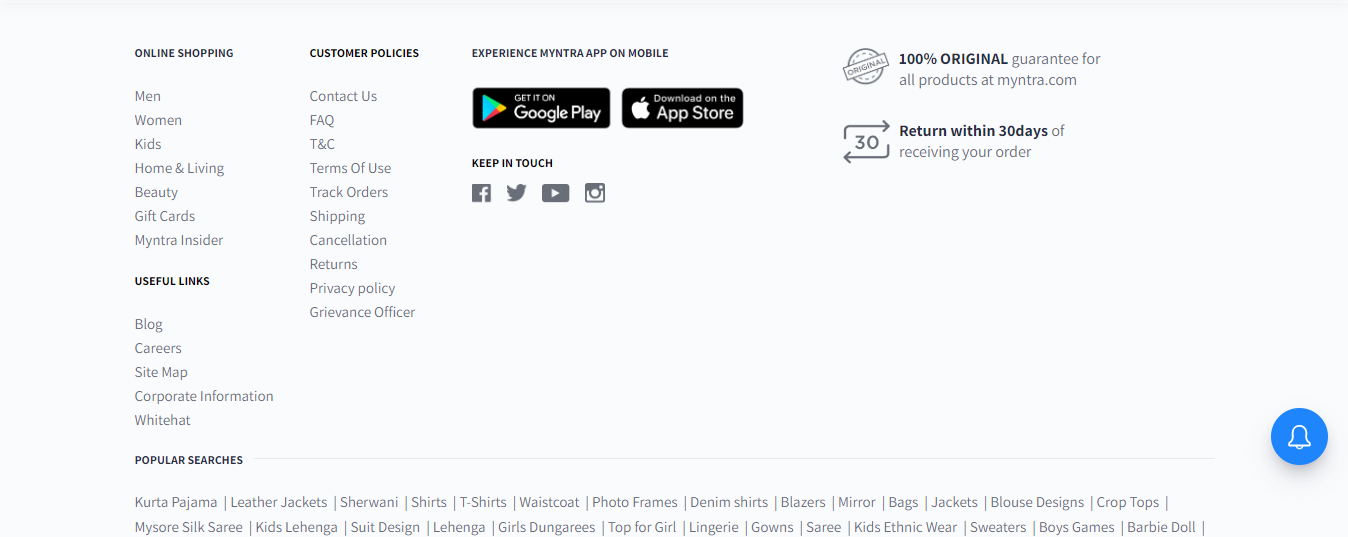 ONLINE SHOPPING
Men
Women
Kids
Home & Living
Beauty
Gift Cards
Myntra Insider
USEFUL LINKS
Blog
Careers
Site Map
Corporate Information
Whitehat
CUSTOMER POLICIES
Contact Us
FAQ
T&C
Terms Of Use
Track Orders
Shipping
Cancellation
Returns
Privacy policy
Grievance Officer
EXPERIENCE MYNTRA APP ON MOBILE
GET IT ON
Google Play
Download on the
App Store
KEEP IN TOUCH
ORIGINAL
100% ORIGINAL guarantee for
all products at myntra.com
30
Return within 30days of
receiving your order
POPULAR SEARCHES
Kurta Pajama | Leather Jackets | Sherwani | Shirts | T-Shirts | Waistcoat | Photo Frames | Denim shirts | Blazers | Mirror | Bags | Jackets | Blouse Designs | Crop Tops |
Mysore Silk Saree | Kids Lehenga | Suit Design | Lehenga | Girls Dungarees | Top for Girl | Lingerie | Gowns | Saree | Kids Ethnic Wear | Sweaters | Boys Games | Barbie Doll |